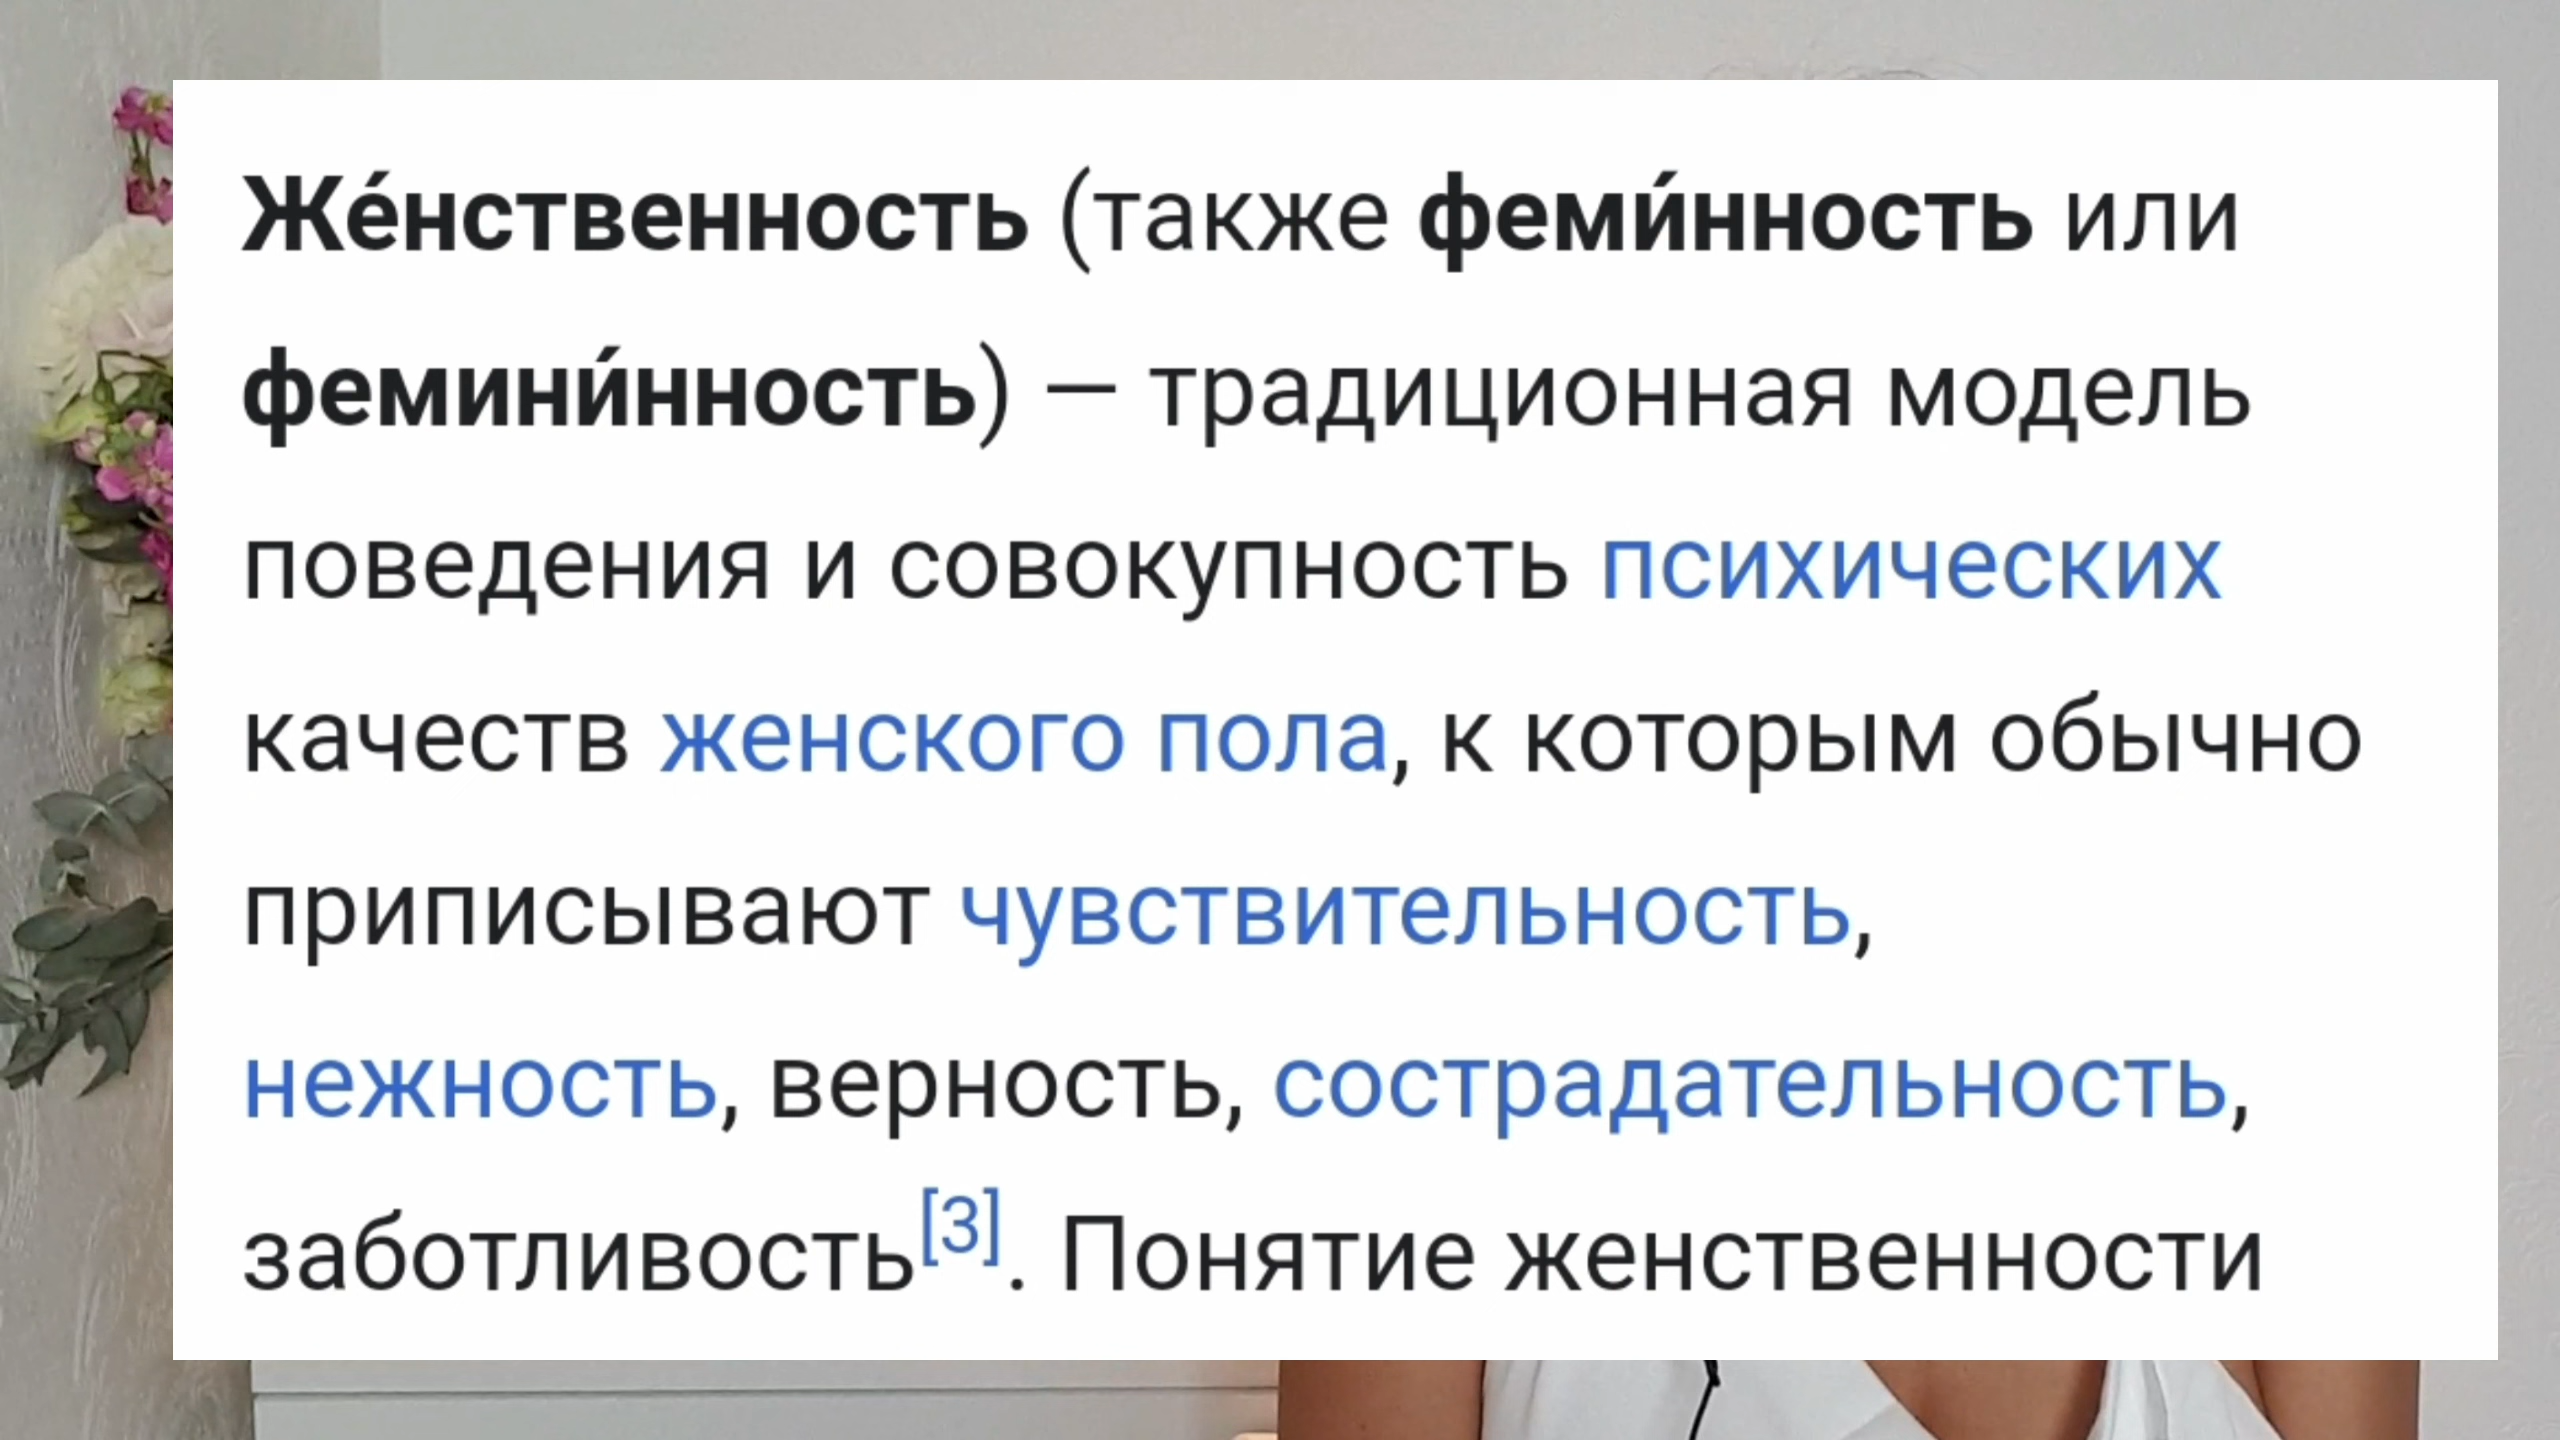 Же́нственность (также феми́нность или
фемини́нность) — традиционная модель
поведения и совокупность психических
качеств женского пола, к которым обычно
приписывают чувствительность,
нежность, верность, сострадательность,
заботливость[3]. Понятие женственности